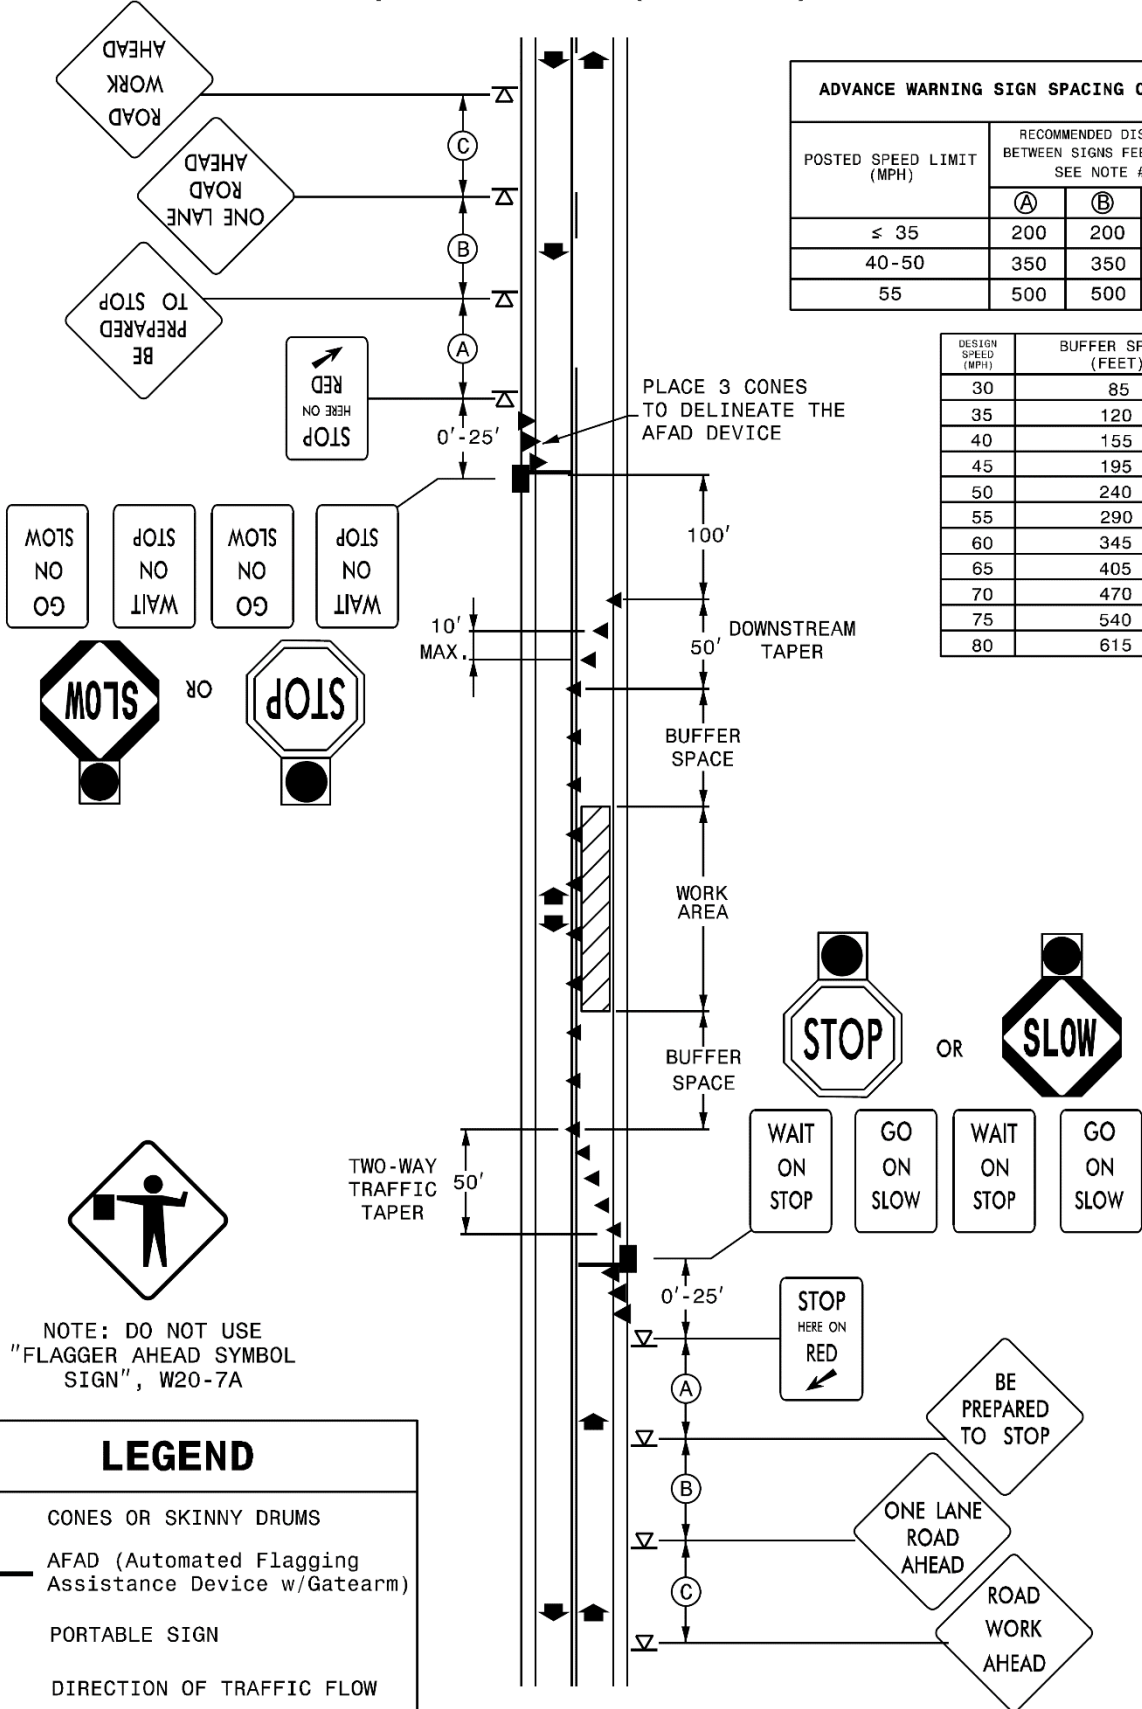 ROAD
WORK
AHEAD
ONE LANE
ROAD
AHEAD
BE
PREPARED
TO STOP
STOP
HERE ON
RED
C
B
A
0'-25'
GO
ON
SLOW
WAIT
ON
STOP
GO
ON
SLOW
WAIT
ON
STOP
SLOW
OR
STOP
ADVANCE WARNING SIGN SPACING
POSTED SPEED LIMIT
(MPH)
RECOMMENDED
BETWEEN SIGNS
SEE NOTE
A B
≤ 35 200 200
40-50 350 350
55 500 500
DESIGN
SPEED
(MPH)
BUFFER
(FEET)
30 85
35 120
40 155
45 195
50 240
55 290
60 345
65 405
70 470
75 540
80 615
PLACE 3 CONES
TO DELINEATE THE
AFAD DEVICE
100'
10'
MAX.
50'
DOWNSTREAM
TAPER
BUFFER
SPACE
WORK
AREA
BUFFER
SPACE
TWO-WAY
TRAFFIC
TAPER
50'
STOP
OR
SLOW
WAIT
ON
STOP
GO
ON
SLOW
WAIT
ON
STOP
GO
ON
SLOW
0'-25'
STOP
HERE ON
RED
A
B
C
BE
PREPARED
TO STOP
ONE LANE
ROAD
AHEAD
ROAD
WORK
AHEAD
NOTE: DO NOT USE
"FLAGGER AHEAD SYMBOL
SIGN", W20-7A
LEGEND
CONES OR SKINNY DRUMS
AFAD (Automated Flagging
Assistance Device w/Gatearm)
PORTABLE SIGN
DIRECTION OF TRAFFIC FLOW